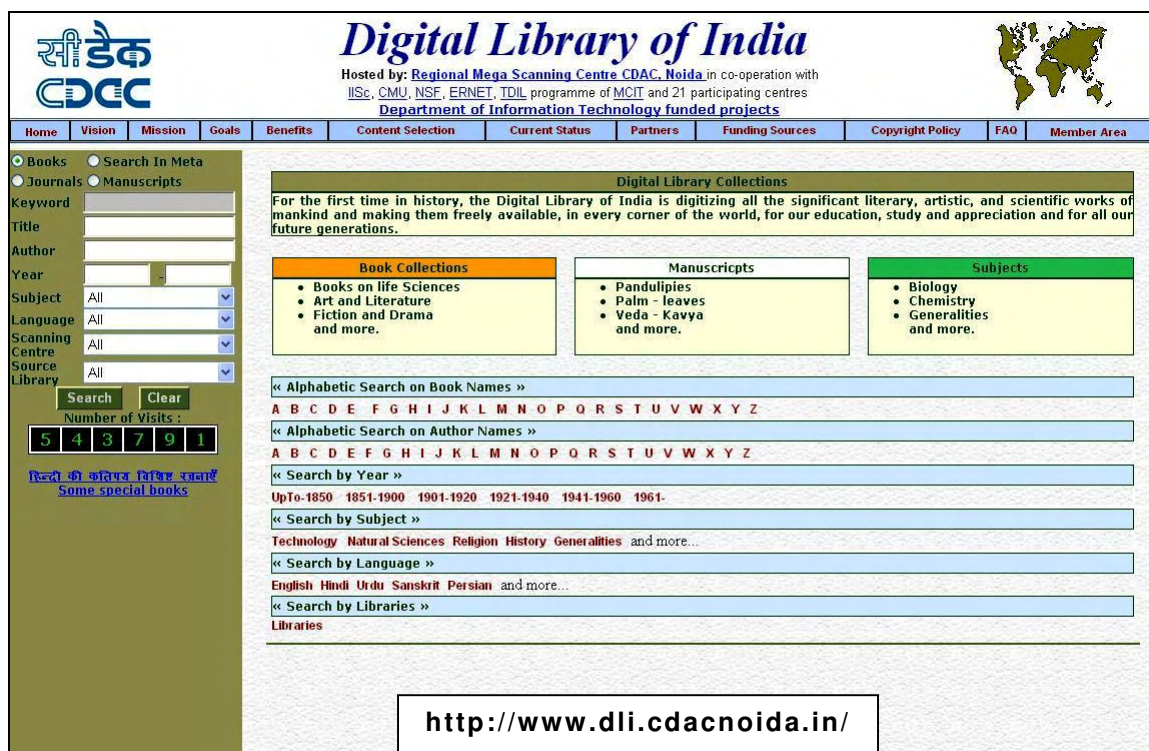 सी डैक
CDAC
Digital Library of India
Hosted by: Regional Mega Scanning Centre CDAC, Noida in co-operation with
IISc, CMU, NSF, ERNET, TDIL programme of MCIT and 21 participating centres
Department of Information Technology funded projects
Home Vision Mission Goals Benefits Content Selection Current Status Partners Funding Sources Copyright Policy FAQ Member Area
Books Search In Meta
Journals Manuscripts
Keyword
Title
Author
Year -
Subject All
Language All
Scanning Centre All
Source Library All
Search Clear
Number of Visits :
5 4 3 7 9 1
हिन्दी की कतिपय विशिष्ट रचनाएँ
Some special books
Digital Library Collections
For the first time in history, the Digital Library of India is digitizing all the significant literary, artistic, and scientific works of
mankind and making them freely available, in every corner of the world, for our education, study and appreciation and for all our
future generations.
Book Collections
• Books on life Sciences
• Art and Literature
• Fiction and Drama
and more.
Manuscricpts
• Pandulipies
• Palm - leaves
• Veda - Kavya
and more.
Subjects
• Biology
• Chemistry
• Generalities
and more.
« Alphabetic Search on Book Names »
A B C D E F G H I J K L M N O P Q R S T U V W X Y Z
« Alphabetic Search on Author Names »
A B C D E F G H I J K L M N O P Q R S T U V W X Y Z
« Search by Year »
UpTo-1850 1851-1900 1901-1920 1921-1940 1941-1960 1961-
« Search by Subject »
Technology Natural Sciences Religion History Generalities and more...
« Search by Language »
English Hindi Urdu Sanskrit Persian and more...
« Search by Libraries »
Libraries
http://www.dli.cdacnoida.in/